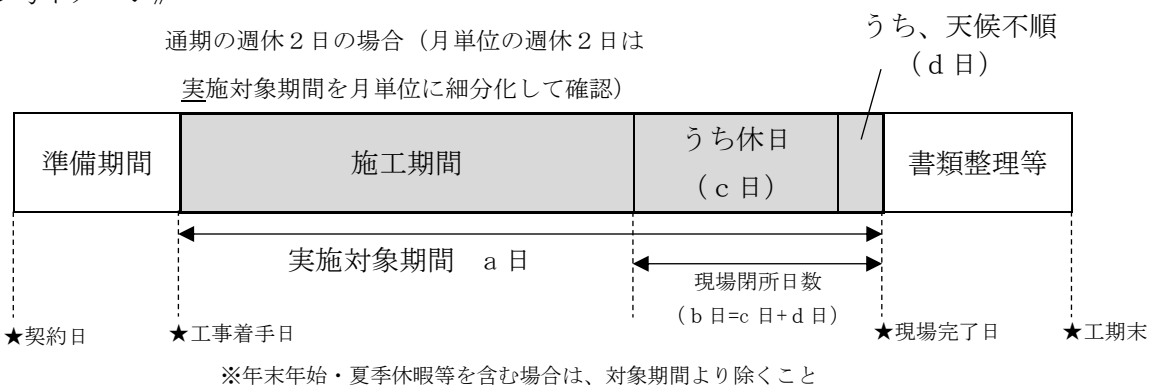 通期の週休２日の場合（月単位の週休２日は
実施対象期間を月単位に細分化して確認）
うち、天候不順
（ｄ日）
準備期間
施工期間
うち休日
（ｃ日）
書類整理等
実施対象期間　ａ日
現場閉所日数
（ｂ日=ｃ日+ｄ日）
★契約日
★工事着手日
★現場完了日
★工期末
※年末年始・夏季休暇等を含む場合は、対象期間より除くこと